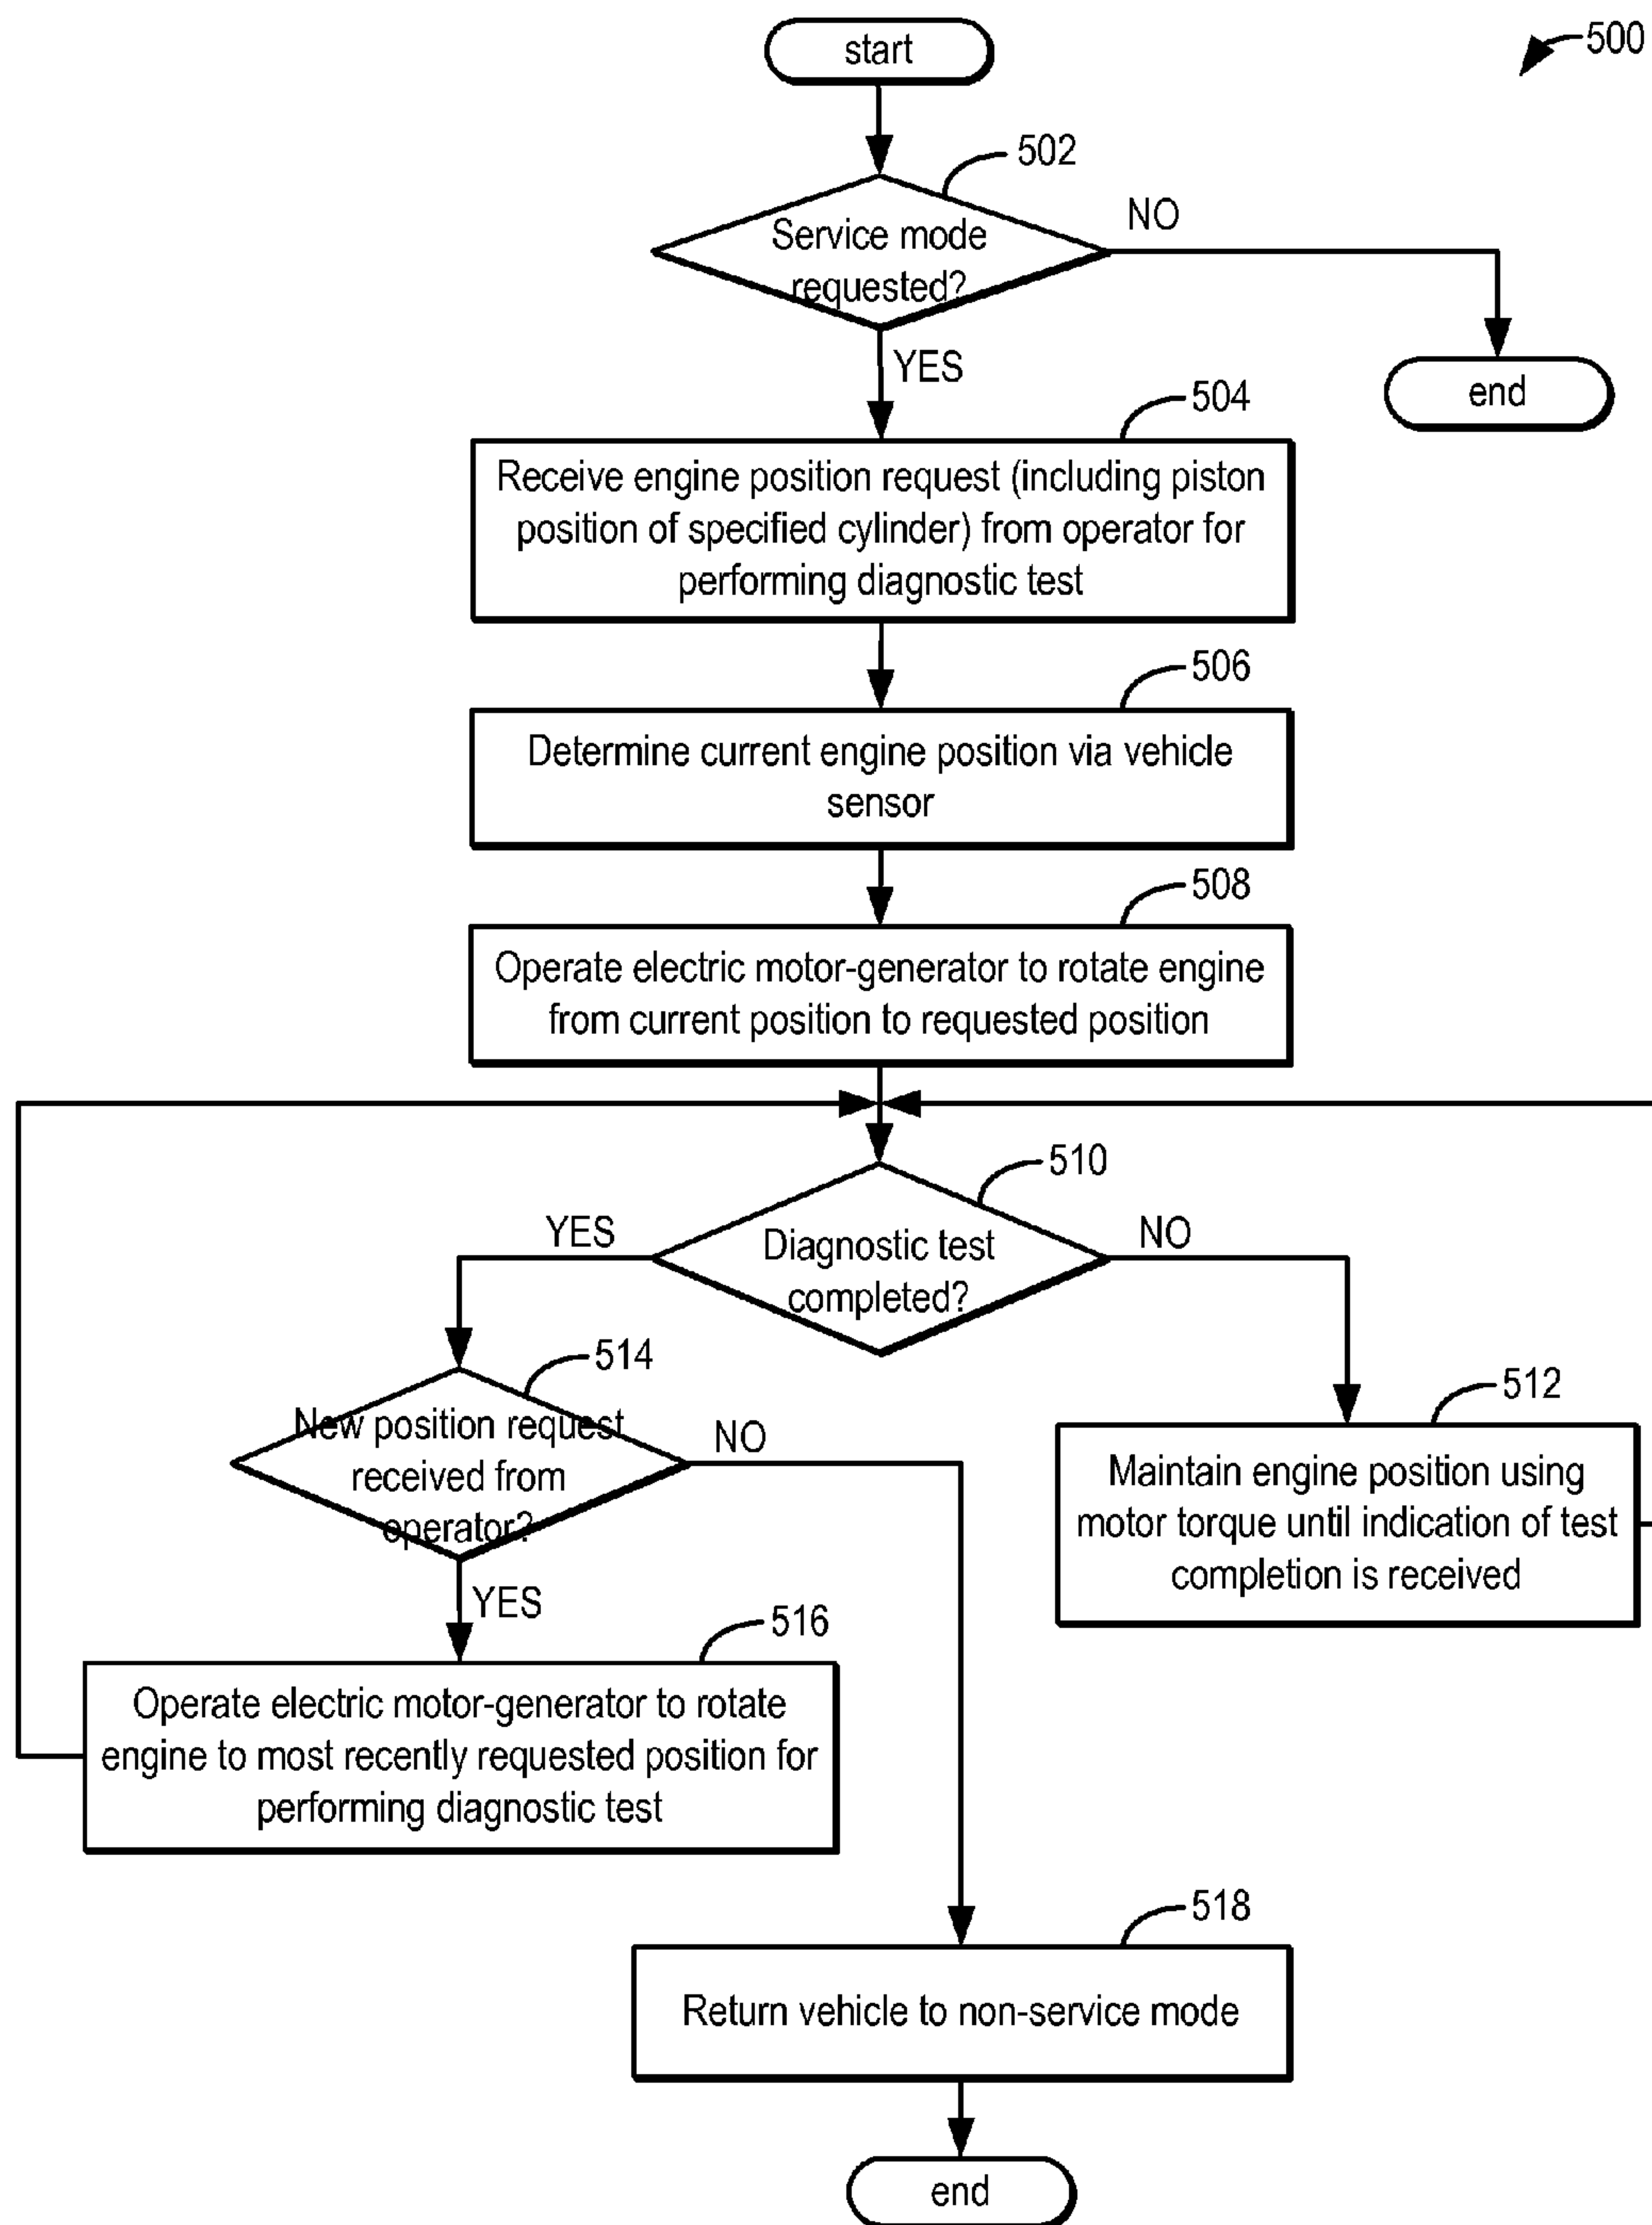 start
500
502
Service mode
requested?
NO
YES
end
504
Receive engine position request (including piston
position of specified cylinder) from operator for
performing diagnostic test
506
Determine current engine position via vehicle
sensor
508
Operate electric motor-generator to rotate engine
from current position to requested position
510
YES
Diagnostic test
completed?
NO
514
New position request
received from
operator?
NO
512
Maintain engine position using
motor torque until indication of test
completion is received
YES
516
Operate electric motor-generator to rotate
engine to most recently requested position for
performing diagnostic test
518
Return vehicle to non-service mode
end